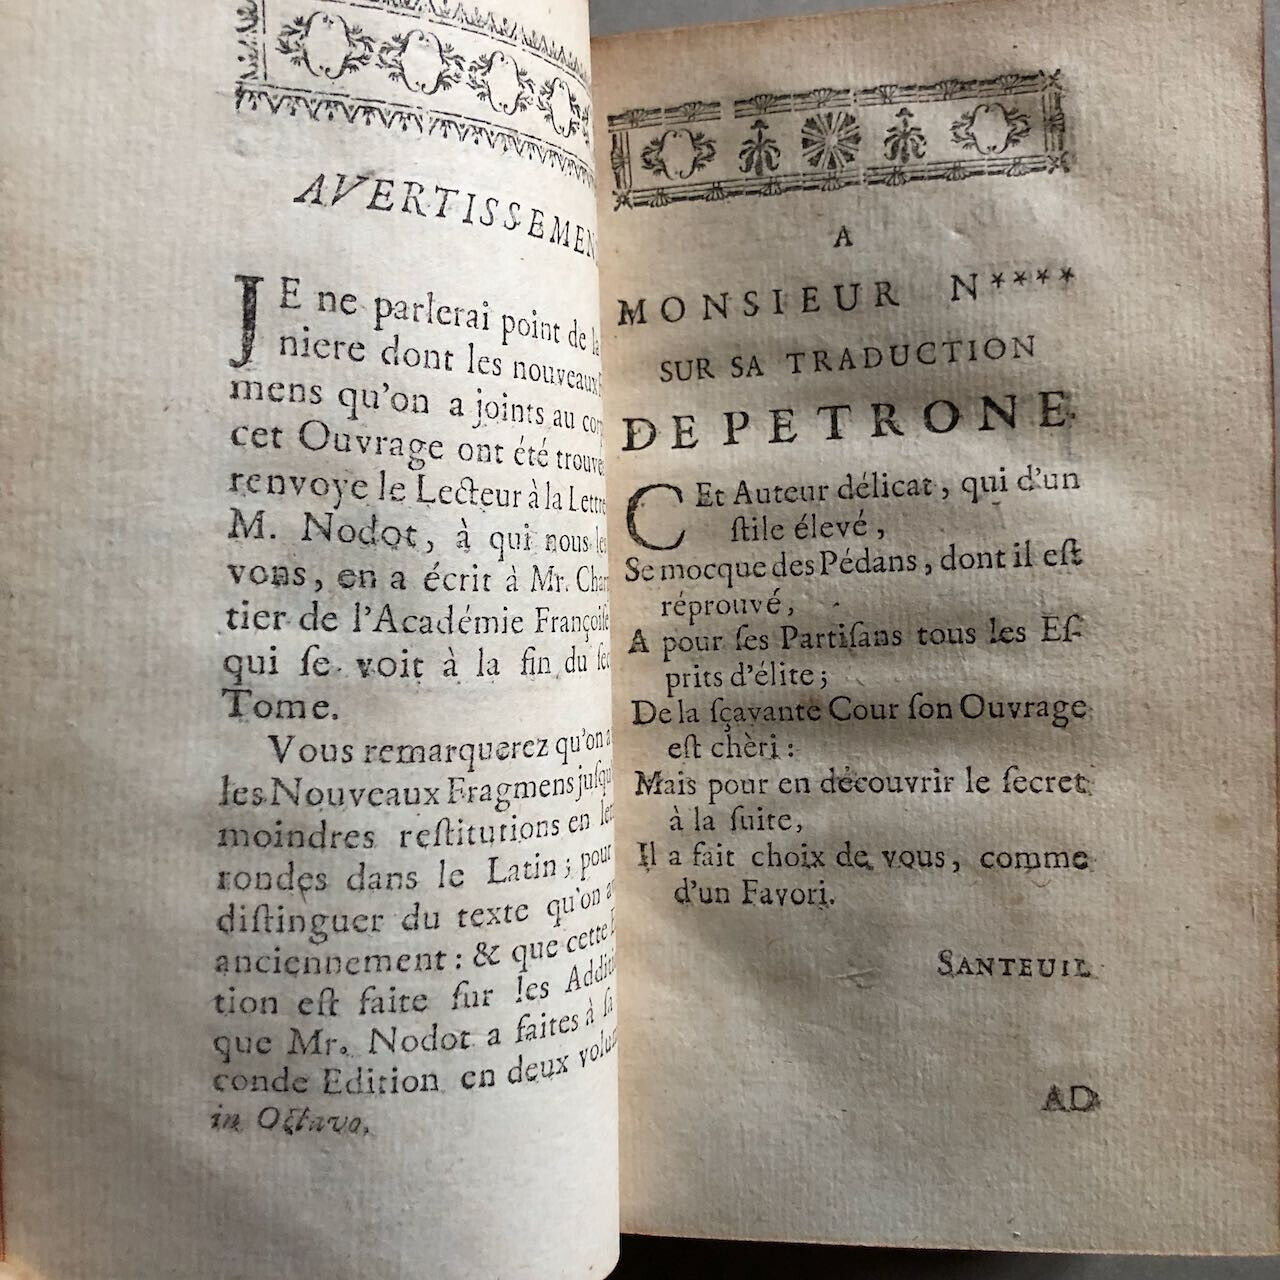 AVERTISSEMEN
JE ne parlerai point de la
niere dont les nouveaux
mens qu'on a joints au corp
cet Ouvrage ont été trouve
renvoye le Lecteur à la Lettre
M. Nodot, à qui nous les
vons, en a écrit à Mr. Char
tier de l'Académie Françoiſe
qui ſe voit à la fin du ſec
Tome.
Vous remarquerez qu'on a
les Nouveaux Fragmens juſqu'
moindres reſtitutions en let
rondes dans le Latin; pour
diſtinguer du texte qu'on a
anciennement: & que cette E
tion eſt faite ſur les Additi
que Mr. Nodot a faites à ſa
conde Edition en deux volum
in Octavo,
A
MONSIEUR N****
SUR SA TRADUCTION
DE PETRONE.
CEt Auteur délicat, qui d'un
ſtile élevé,
Se mocque des Pédans, dont il eſt
réprouvé,
A pour ſes Partiſans tous les Eſ-
prits d'élite;
De la ſçavante Cour ſon Ouvrage
eſt chèri:
Mais pour en découvrir le ſecret
à la ſuite,
Il a fait choix de vous, comme
d'un Favori.
SANTEUIL
AD